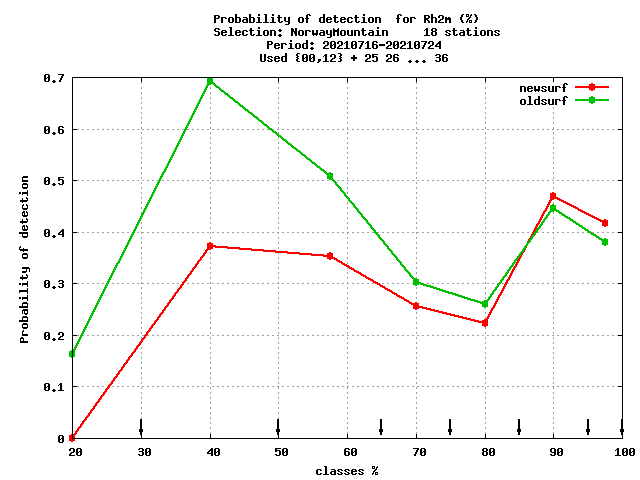 Probability of detection  for Rh2m (%)
Selection: NorwayMountain     18 stations
Period: 20210716-20210724
Used {00,12} + 25 26 ... 36
newsurf
oldsurf
0.7
0.6
0.5
0.4
0.3
0.2
0.1
0
Probability of detection
20 30 40 50 60 70 80 90 100
classes %